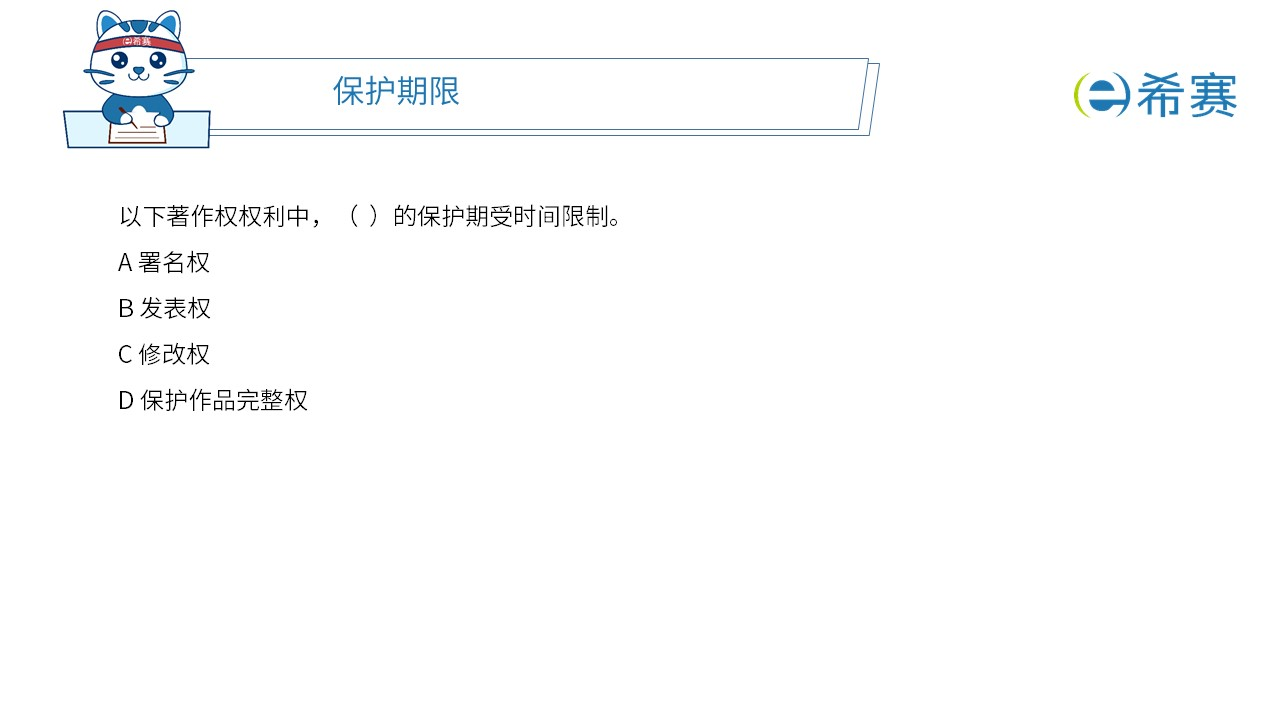 希赛
保护期限
希赛
以下著作权权利中，（ ）的保护期受时间限制。
A 署名权
B 发表权
C 修改权
D 保护作品完整权